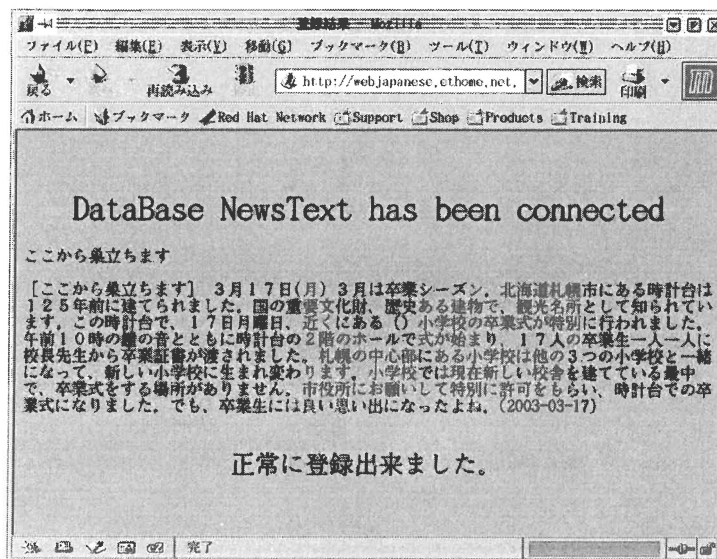 登録結果 - Mozilla
ファイル(F) 編集(E) 表示(V) 移動(G) ブックマーク(B) ツール(T) ウィンドウ(W) ヘルプ(H)
戻る 再読み込み http://webjapanese.ethome.net. 検索 印刷
ホーム ブックマーク Red Hat Network Support Shop Products Training
DataBase NewsText has been connected
ここから巣立ちます
[ここから巣立ちます] 3月17日(月) 3月は卒業シーズン。北海道札幌市にある時計台は
125年前に建てられました。国の重要文化財、歴史ある建物で、観光名所として知られてい
ます。この時計台で、17日月曜日、近くにある () 小学校の卒業式が特別に行われました。
午前10時の鐘の音とともに時計台の2階のホールで式が始まり、17人の卒業生一人一人に
校長先生から卒業証書が渡されました。札幌の中心部にある小学校は他の3つの小学校と一緒
になって、新しい小学校に生まれ変わります。小学校では現在新しい校舎を建てている最中
で、卒業式をする場所がありません。市役所にお願いして特別に許可をもらい、時計台での卒
業式になりました。でも、卒業生には良い思い出になったよね。(2003-03-17)
正常に登録出来ました。
完了